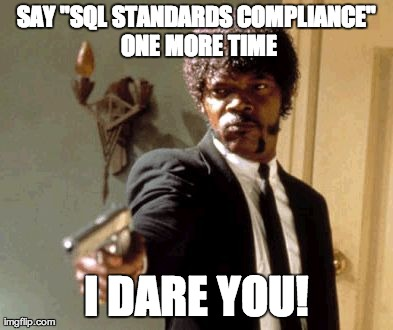 SAY "SQL STANDARDS COMPLIANCE"
ONE MORE TIME
I DARE YOU!
imgflip.com